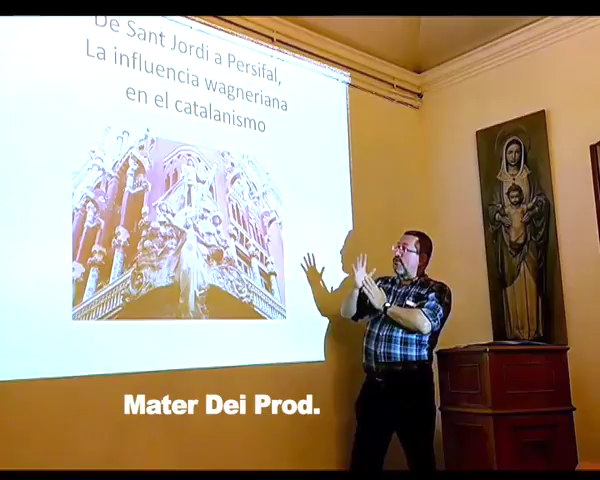 De Sant Jordi a Persifal,
La influencia wagneriana
en el catalanismo
Mater Dei Prod.